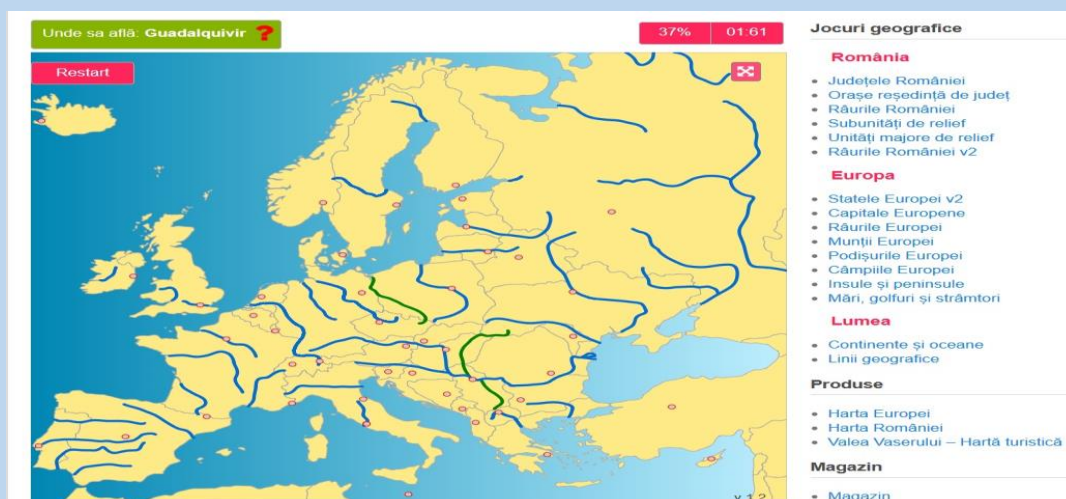 Unde sa află: Guadalquivir ?
37% 01:61
Restart
v 1.2
Jocuri geografice
România
Județele României
Orașe reședință de județ
Râurile României
Subunități de relief
Unități majore de relief
Râurile României v2
Europa
Statele Europei v2
Capitale Europene
Râurile Europei
Munții Europei
Podișurile Europei
Câmpiile Europei
Insule și peninsule
Mări, golfuri și strâmtori
Lumea
Continente și oceane
Linii geografice
Produse
Harta Europei
Harta României
Valea Vaserului – Hartă turistică
Magazin
Magazin